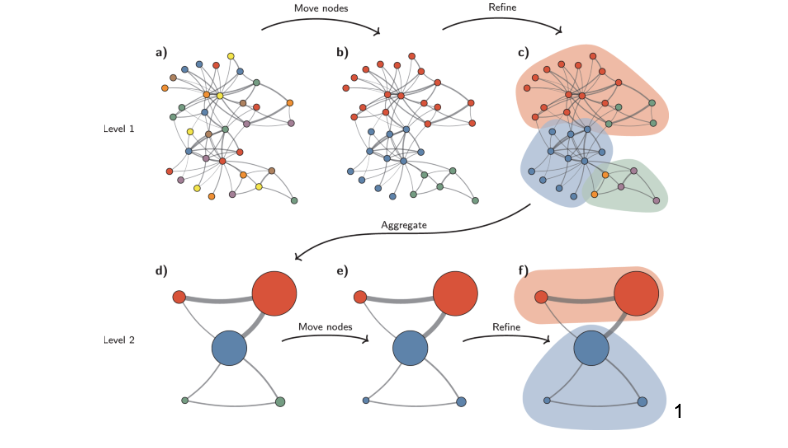 Move nodes
Refine
a)
b)
c)
Level 1
Aggregate
d)
e)
f)
Move nodes
Refine
Level 2
1